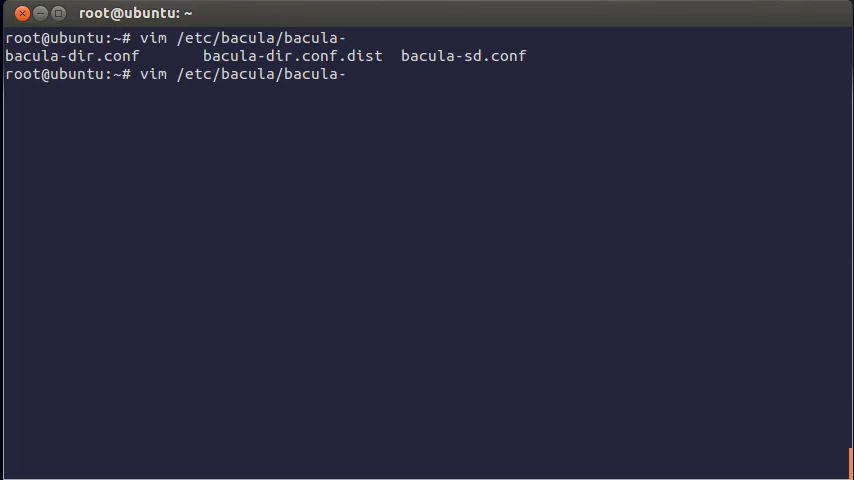 root@ubuntu: ~
root@ubuntu:~# vim /etc/bacula/bacula-
bacula-dir.conf       bacula-dir.conf.dist  bacula-sd.conf
root@ubuntu:~# vim /etc/bacula/bacula-